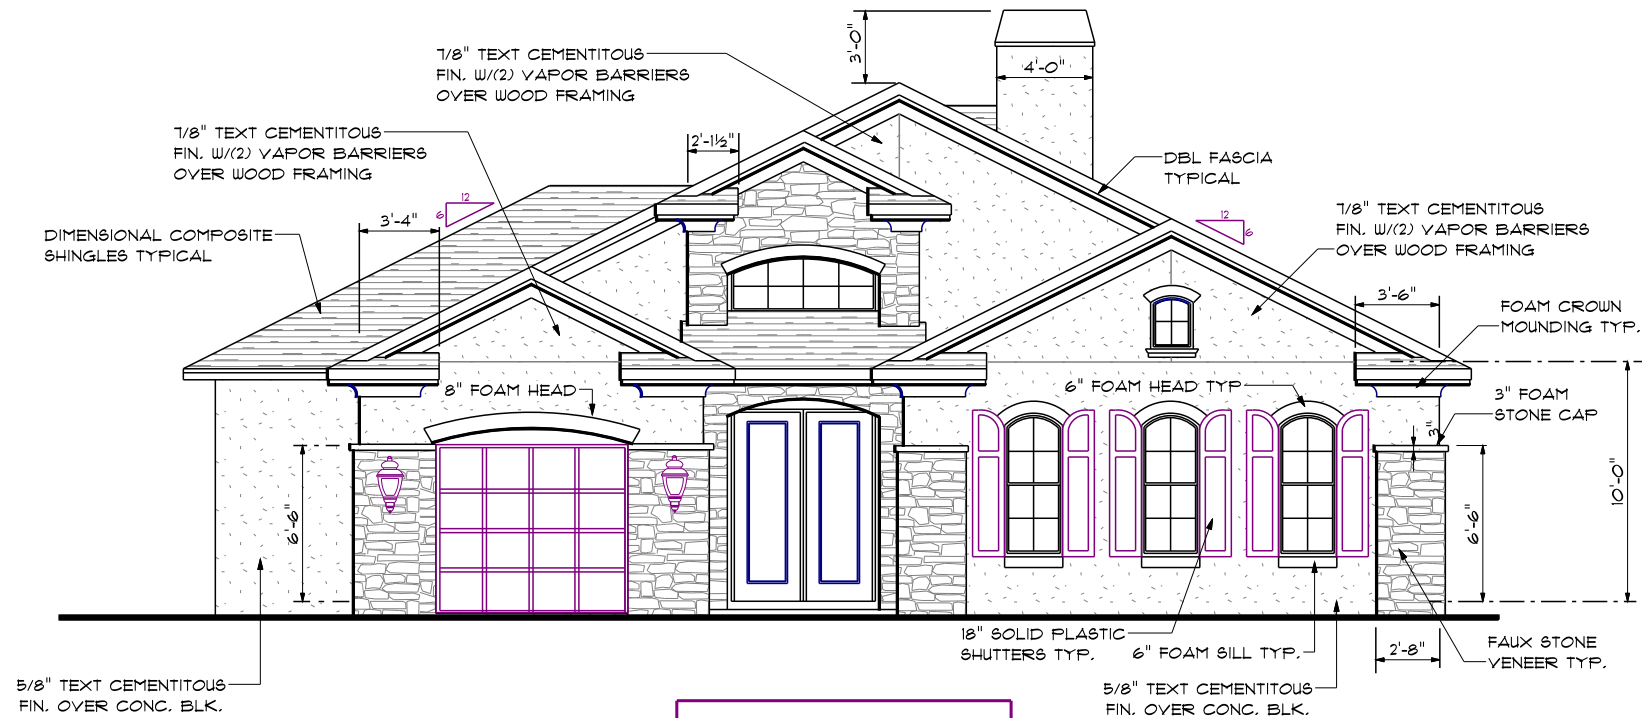 3'-0"
4'-0"
7/8" TEXT CEMENTITOUS
FIN. W/(2) VAPOR BARRIERS
OVER WOOD FRAMING
7/8" TEXT CEMENTITOUS
FIN. W/(2) VAPOR BARRIERS
OVER WOOD FRAMING
2'-1½"
DBL FASCIA
TYPICAL
12
6
12
6
7/8" TEXT CEMENTITOUS
FIN. W/(2) VAPOR BARRIERS
OVER WOOD FRAMING
3'-4"
DIMENSIONAL COMPOSITE
SHINGLES TYPICAL
3'-6"
FOAM CROWN
MOUNDING TYP.
8" FOAM HEAD
6" FOAM HEAD TYP
3" FOAM
STONE CAP
3"
6'-6"
6'-6"
10'-0"
18" SOLID PLASTIC
SHUTTERS TYP.
6" FOAM SILL TYP.
2'-8"
FAUX STONE
VENEER TYP.
5/8" TEXT CEMENTITOUS
FIN. OVER CONC. BLK.
5/8" TEXT CEMENTITOUS
FIN. OVER CONC. BLK.